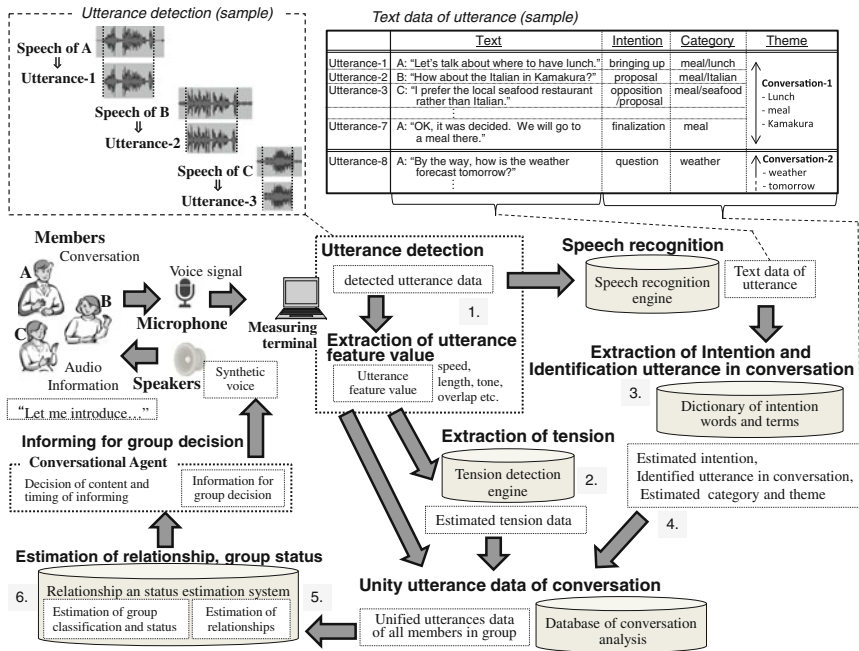 Utterance detection (sample)
Speech of A
⇓
Utterance-1
Speech of B
⇓
Utterance-2
Speech of C
⇓
Utterance-3
Text data of utterance (sample)
Text Intention Category Theme
Utterance-1 A: “Let’s talk about where to have lunch.” bringing up meal/lunch
Utterance-2 B: “How about the Italian in Kamakura?” proposal meal/Italian
Utterance-3 C: “I prefer the local seafood restaurant opposition meal/seafood
rather than Italian.” /proposal
⋮
Utterance-7 A: “OK, it was decided. We will go to finalization meal
a meal there.”
Conversation-1
- Lunch
- meal
- Kamakura
Utterance-8 A: “By the way, how is the weather question weather
forecast tomorrow?”
⋮
Conversation-2
- weather
- tomorrow
Members
Conversation
A
B
C
Voice signal
Microphone
Measuring
terminal
Audio
Information
Speakers
Synthetic
voice
“Let me introduce…”
Utterance detection
detected utterance data
1.
Extraction of utterance
feature value
Utterance
feature value
speed,
length, tone,
overlap etc.
Speech recognition
Speech recognition
engine
Text data of
utterance
Extraction of Intention and
Identification utterance in conversation
3.
Dictionary of intention
words and terms
Estimated intention,
Identified utterance in conversation,
Estimated category and theme
4.
Extraction of tension
Tension detection
engine
2.
Estimated tension data
Unity utterance data of conversation
Unified utterances data
of all members in group
Database of conversation
analysis
5.
Informing for group decision
Conversational Agent
Decision of content and
timing of informing
Information for
group decision
Estimation of relationship, group status
6.
Relationship an status estimation system
Estimation of group
classification and status
Estimation of
relationships